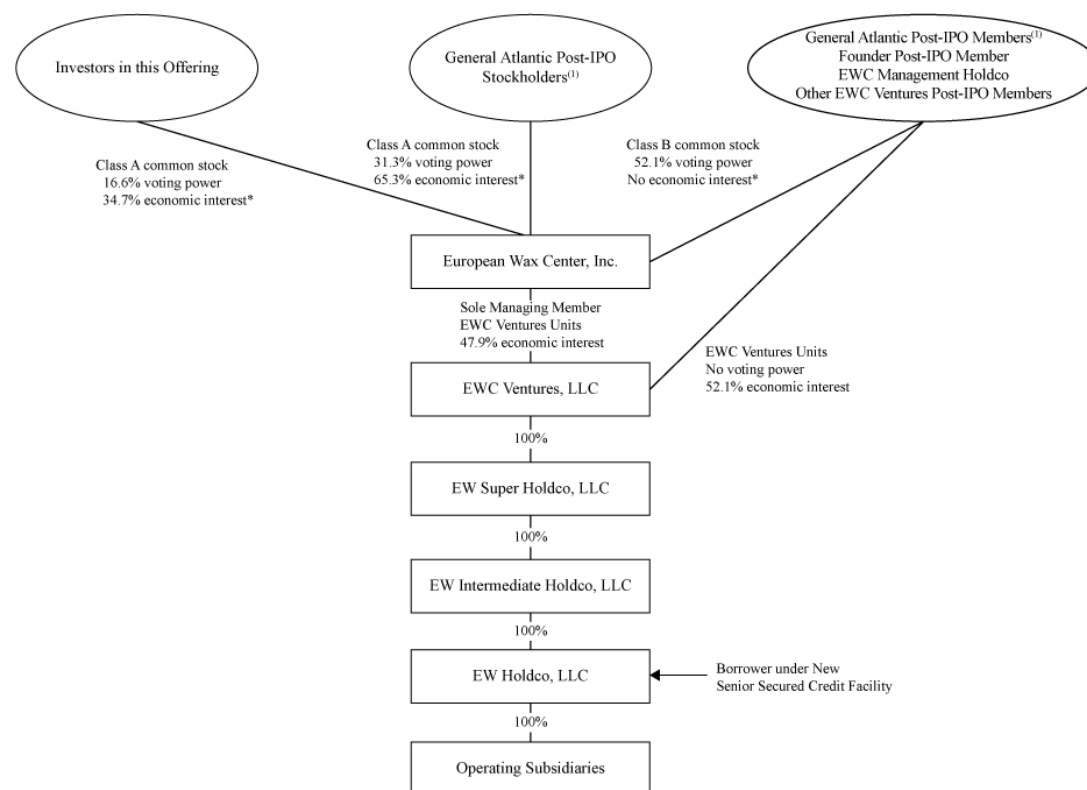 Investors in this Offering
General Atlantic Post-IPO
Stockholders(1)
General Atlantic Post-IPO Members(1)
Founder Post-IPO Member
EWC Management Holdco
Other EWC Ventures Post-IPO Members
Class A common stock
16.6% voting power
34.7% economic interest*
Class A common stock
31.3% voting power
65.3% economic interest*
Class B common stock
52.1% voting power
No economic interest*
European Wax Center, Inc.
Sole Managing Member
EWC Ventures Units
47.9% economic interest
EWC Ventures Units
No voting power
52.1% economic interest
EWC Ventures, LLC
100%
EW Super Holdco, LLC
100%
EW Intermediate Holdco, LLC
100%
EW Holdco, LLC
Borrower under New
Senior Secured Credit Facility
100%
Operating Subsidiaries